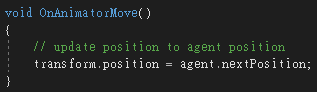 void OnAnimatorMove()
{
// update position to agent position
transform.position = agent.nextPosition;
}